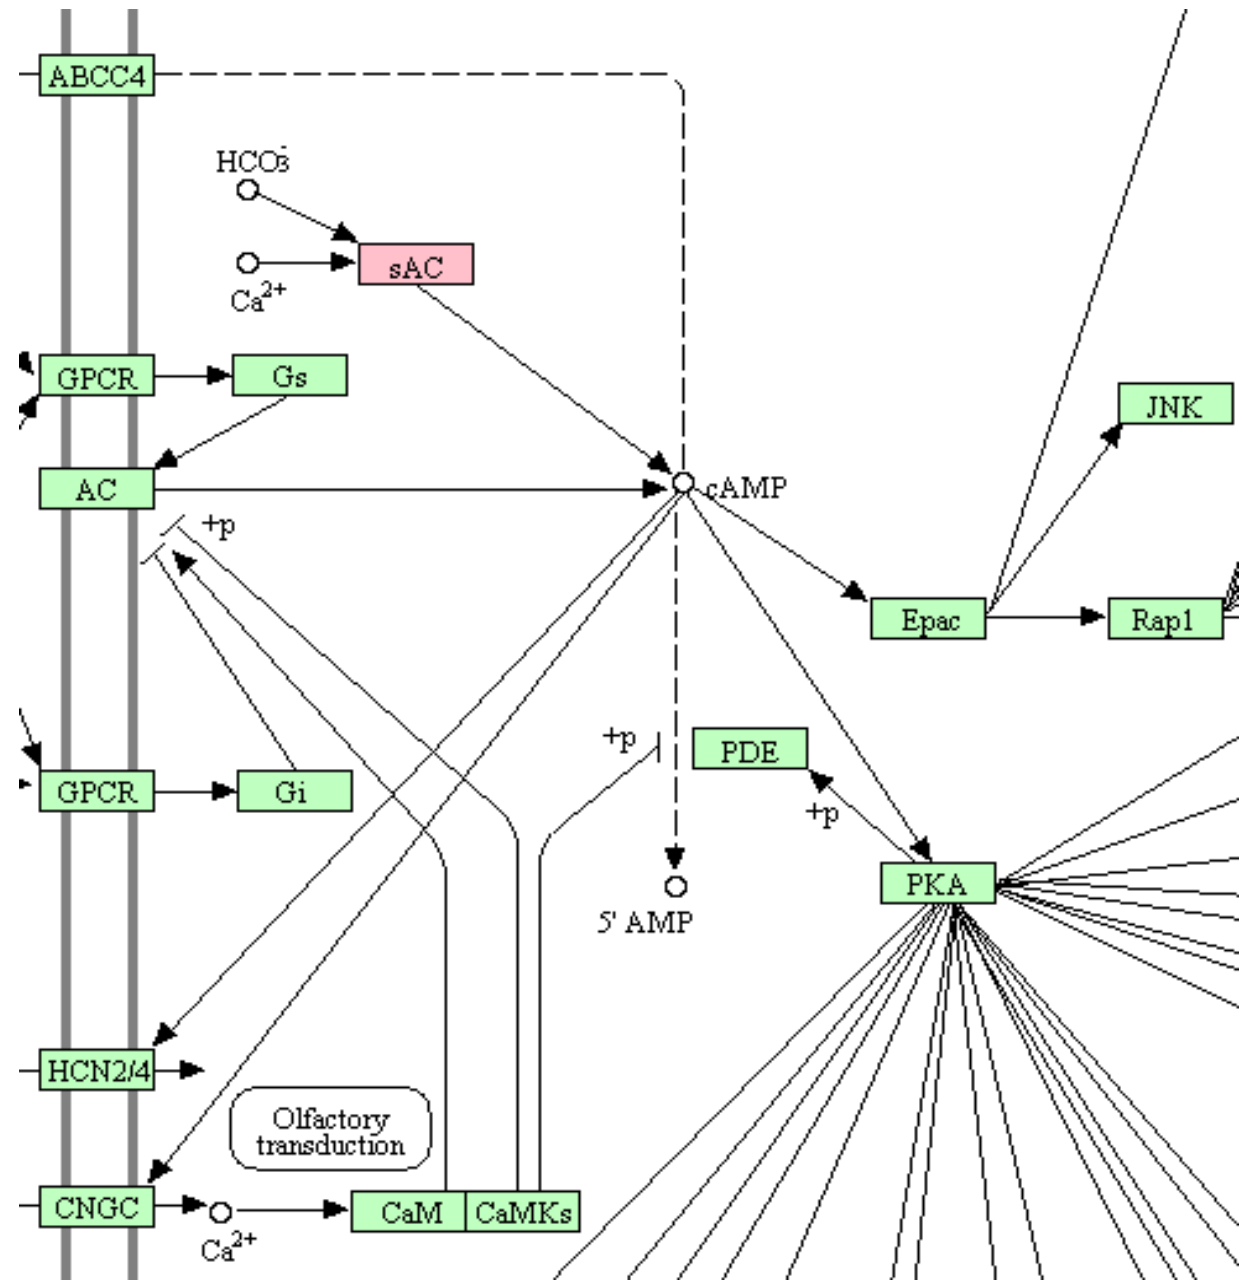 ABCC4
HCO₃⁻
sAC
Ca²⁺
GPCR
Gs
JNK
AC
cAMP
+p
Epac
Rap1
+p
PDE
GPCR
Gi
+p
PKA
5' AMP
HCN2/4
Olfactory
transduction
CNGC
CaM
CaMKs
Ca²⁺